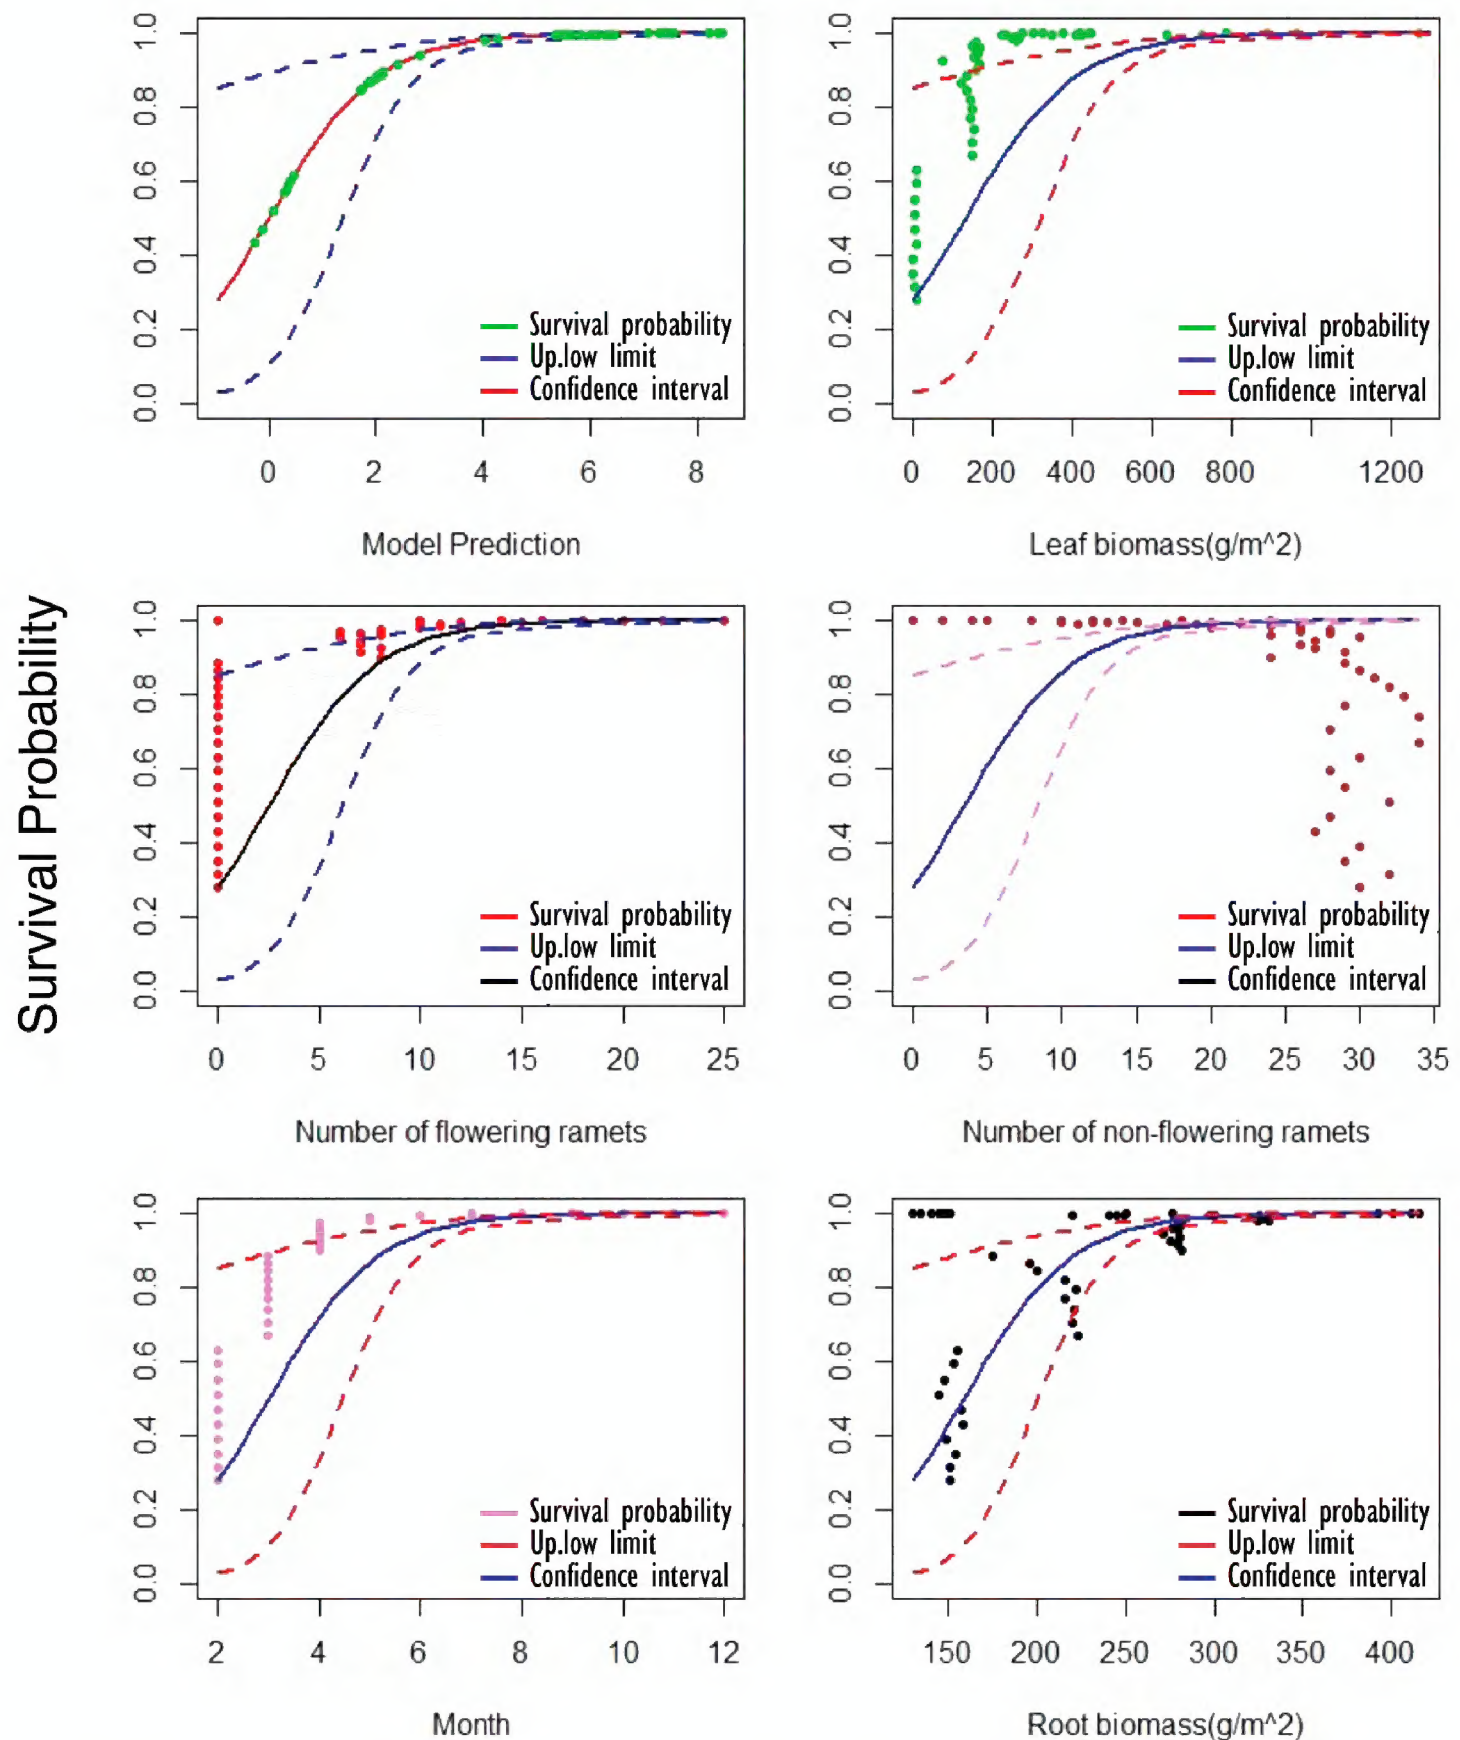 Survival Probability
0.0 0.2 0.4 0.6 0.8 1.0
Survival probability
Up.low limit
Confidence interval
0 2 4 6 8
Model Prediction
0.0 0.2 0.4 0.6 0.8 1.0
Survival probability
Up.low limit
Confidence interval
0 200 400 600 800 1200
Leaf biomass(g/m^2)
0.0 0.2 0.4 0.6 0.8 1.0
Survival probability
Up.low limit
Confidence interval
0 5 10 15 20 25
Number of flowering ramets
0.0 0.2 0.4 0.6 0.8 1.0
Survival probability
Up.low limit
Confidence interval
0 5 10 15 20 25 30 35
Number of non-flowering ramets
0.0 0.2 0.4 0.6 0.8 1.0
Survival probability
Up.low limit
Confidence interval
2 4 6 8 10 12
Month
0.0 0.2 0.4 0.6 0.8 1.0
Survival probability
Up.low limit
Confidence interval
150 200 250 300 350 400
Root biomass(g/m^2)